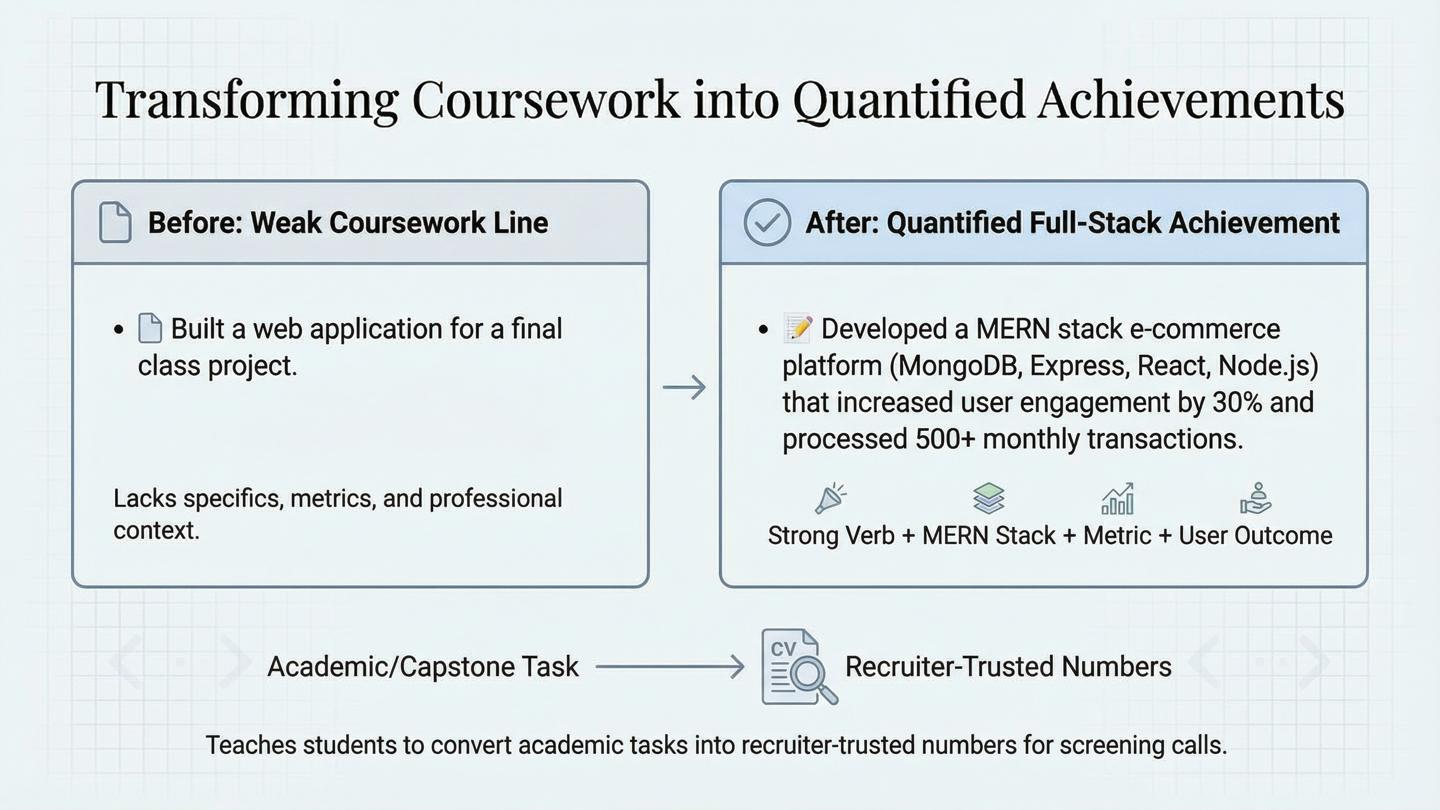 Transforming Coursework into Quantified Achievements
Before: Weak Coursework Line
• Built a web application for a final
class project.
Lacks specifics, metrics, and professional
context.
After: Quantified Full-Stack Achievement
• 📝 Developed a MERN stack e-commerce
platform (MongoDB, Express, React, Node.js)
that increased user engagement by 30% and
processed 500+ monthly transactions.
Strong Verb + MERN Stack + Metric + User Outcome
Academic/Capstone Task
CV
Recruiter-Trusted Numbers
Teaches students to convert academic tasks into recruiter-trusted numbers for screening calls.